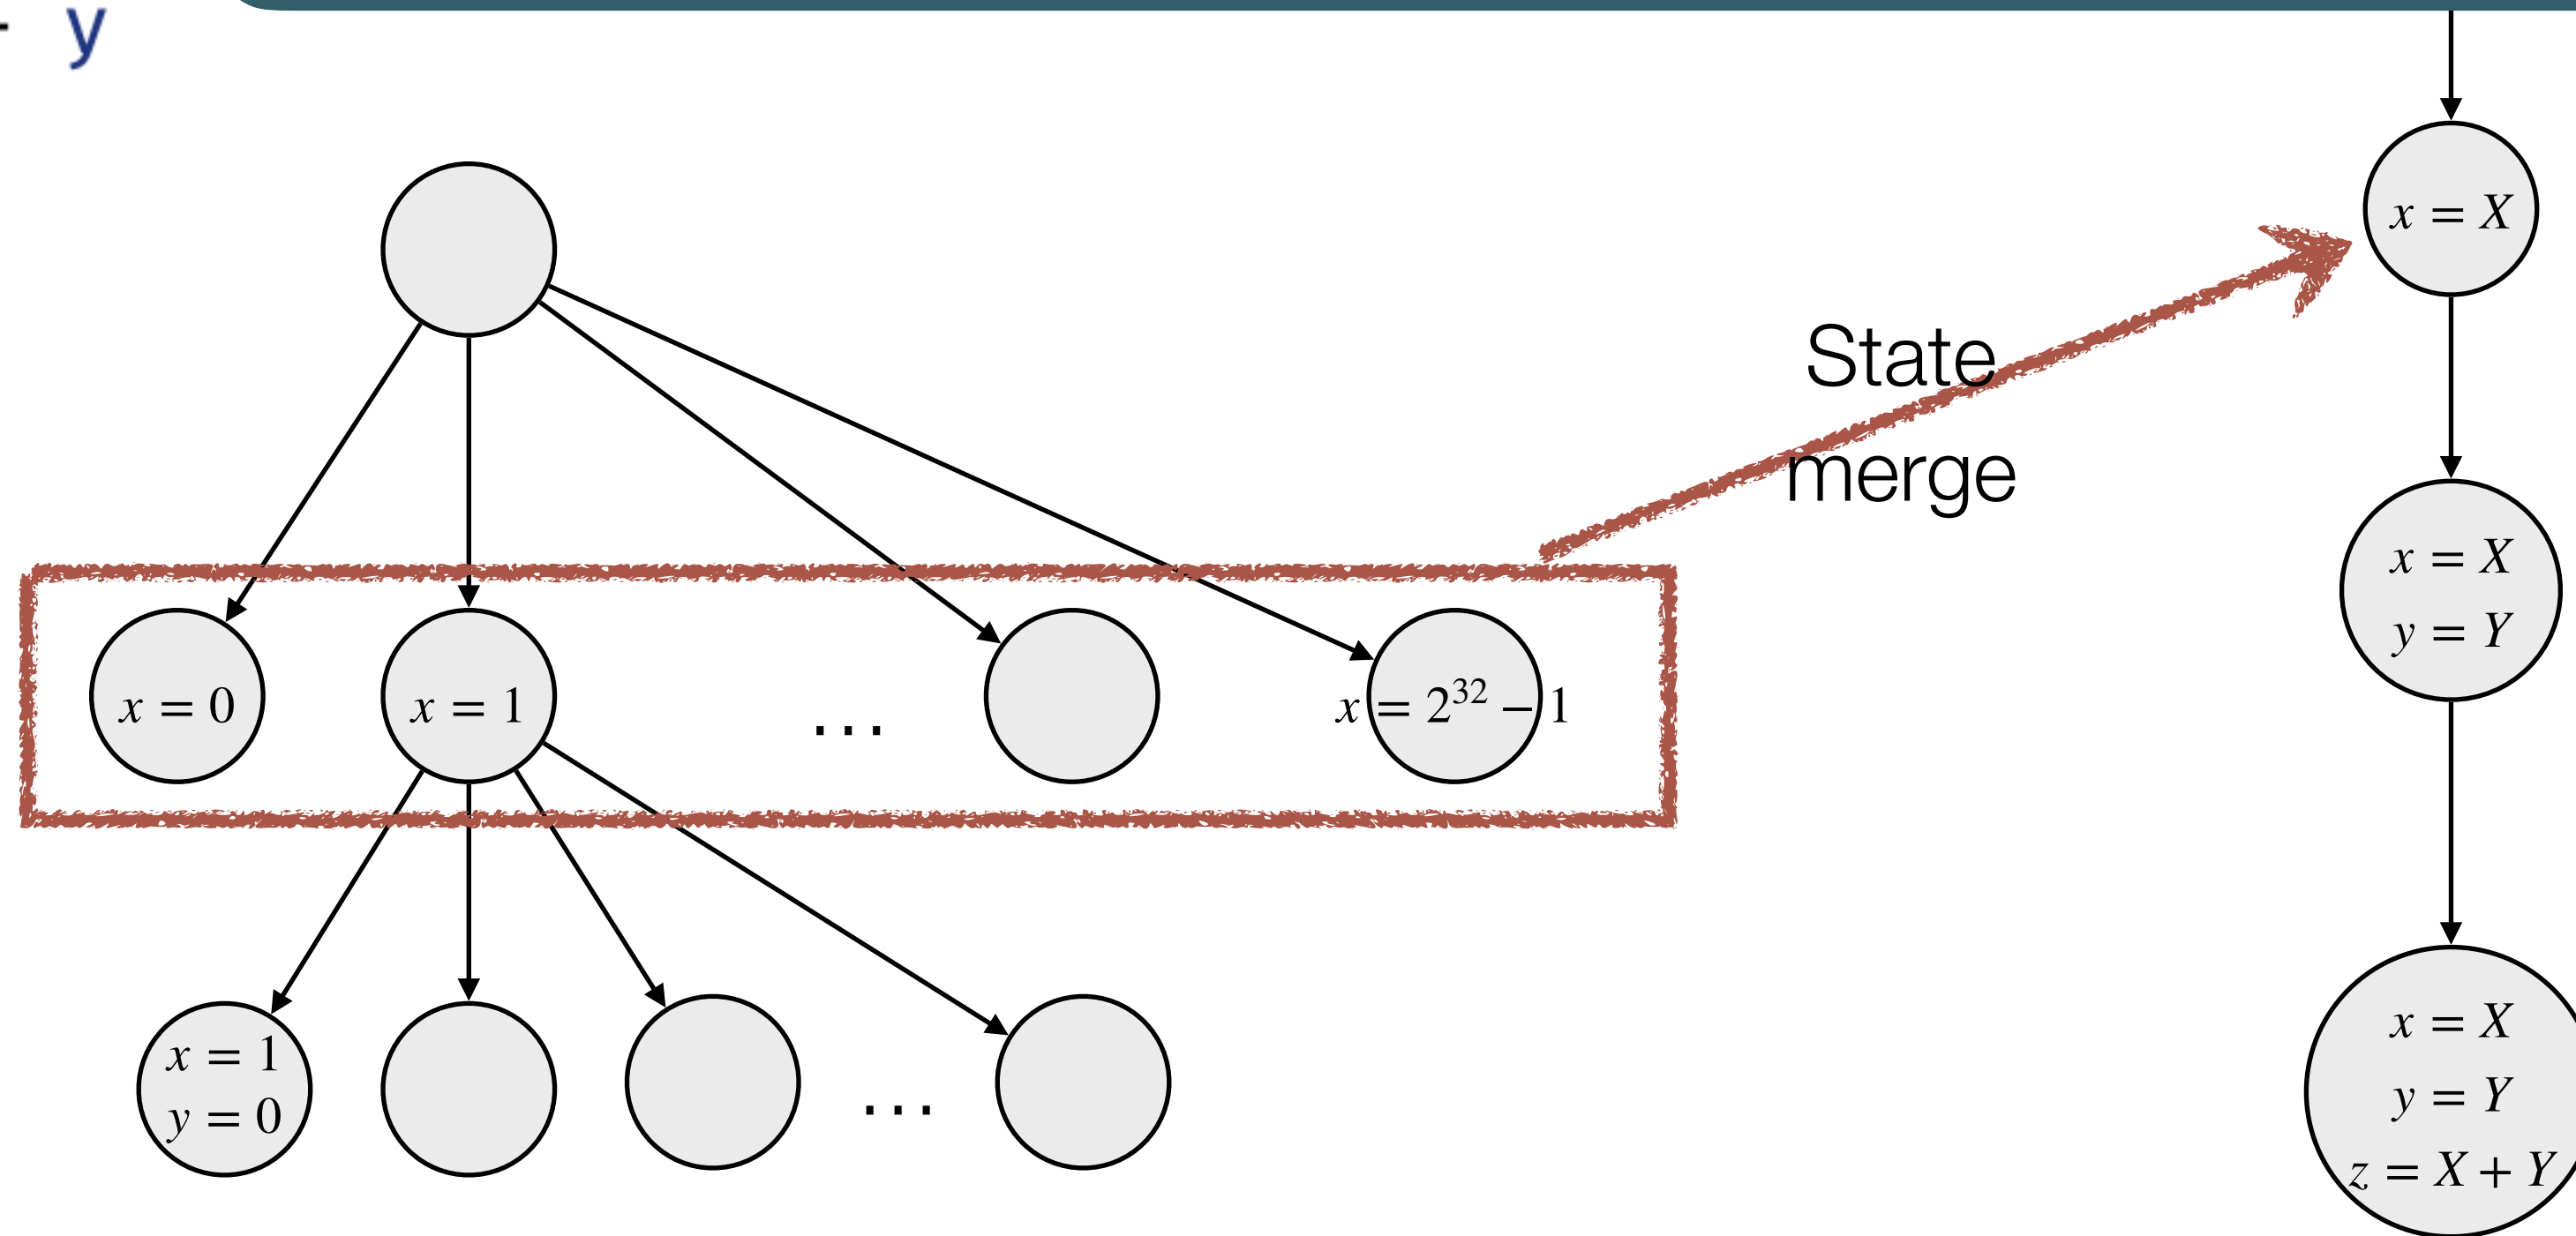 y
x = X
State
merge
x = X
y = Y
x = 0
x = 1
...
x = 2³² − 1
x = 1
y = 0
...
x = X
y = Y
z = X + Y